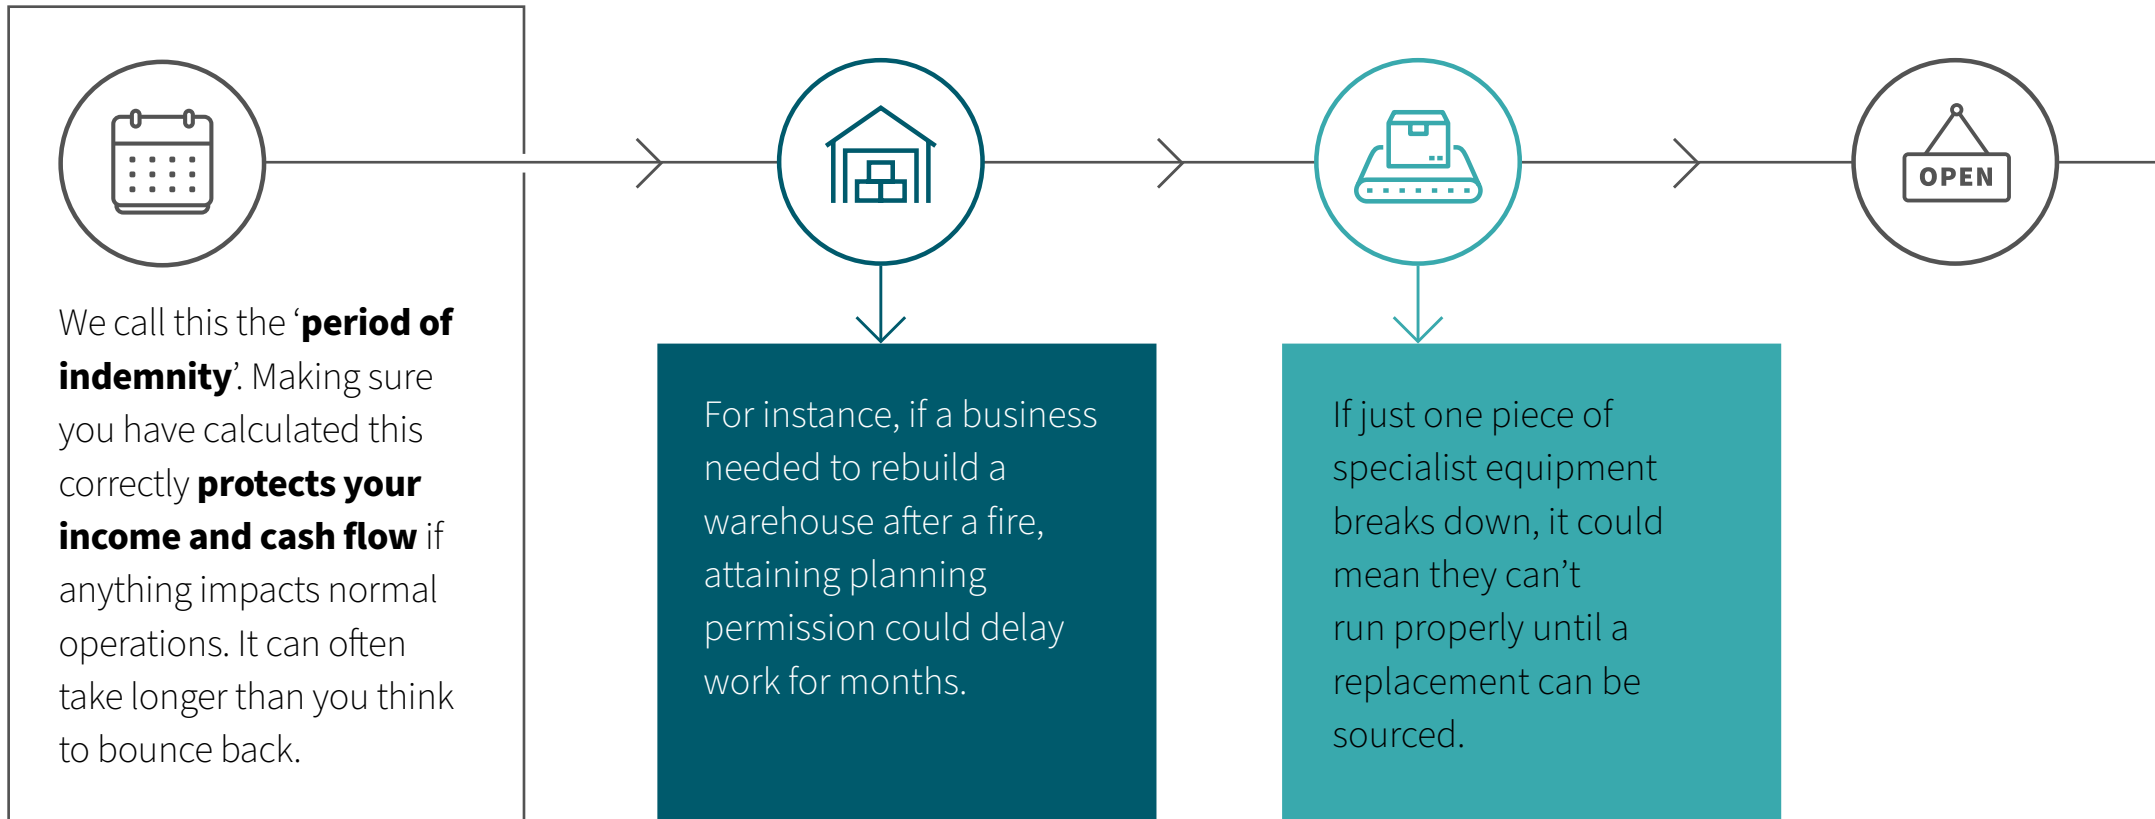 OPEN
We call this the ‘period of
indemnity’. Making sure
you have calculated this
correctly protects your
income and cash flow if
anything impacts normal
operations. It can often
take longer than you think
to bounce back.
For instance, if a business
needed to rebuild a
warehouse after a fire,
attaining planning
permission could delay
work for months.
If just one piece of
specialist equipment
breaks down, it could
mean they can’t
run properly until a
replacement can be
sourced.